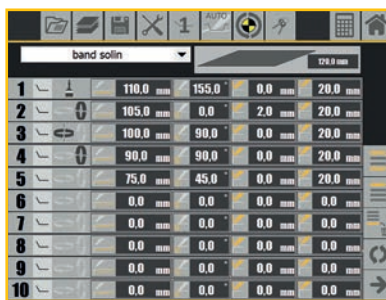 1 AUTO
band solin
120,0 mm
1 110,0 mm 155,0 ° 0,0 mm 20,0 mm
2 105,0 mm 0,0 ° 2,0 mm 20,0 mm
3 100,0 mm 90,0 ° 0,0 mm 20,0 mm
4 90,0 mm 90,0 ° 0,0 mm 20,0 mm
5 75,0 mm 45,0 ° 0,0 mm 20,0 mm
6 0,0 mm 0,0 ° 0,0 mm 0,0 mm
7 0,0 mm 0,0 ° 0,0 mm 0,0 mm
8 0,0 mm 0,0 ° 0,0 mm 0,0 mm
9 0,0 mm 0,0 ° 0,0 mm 0,0 mm
10 0,0 mm 0,0 ° 0,0 mm 0,0 mm